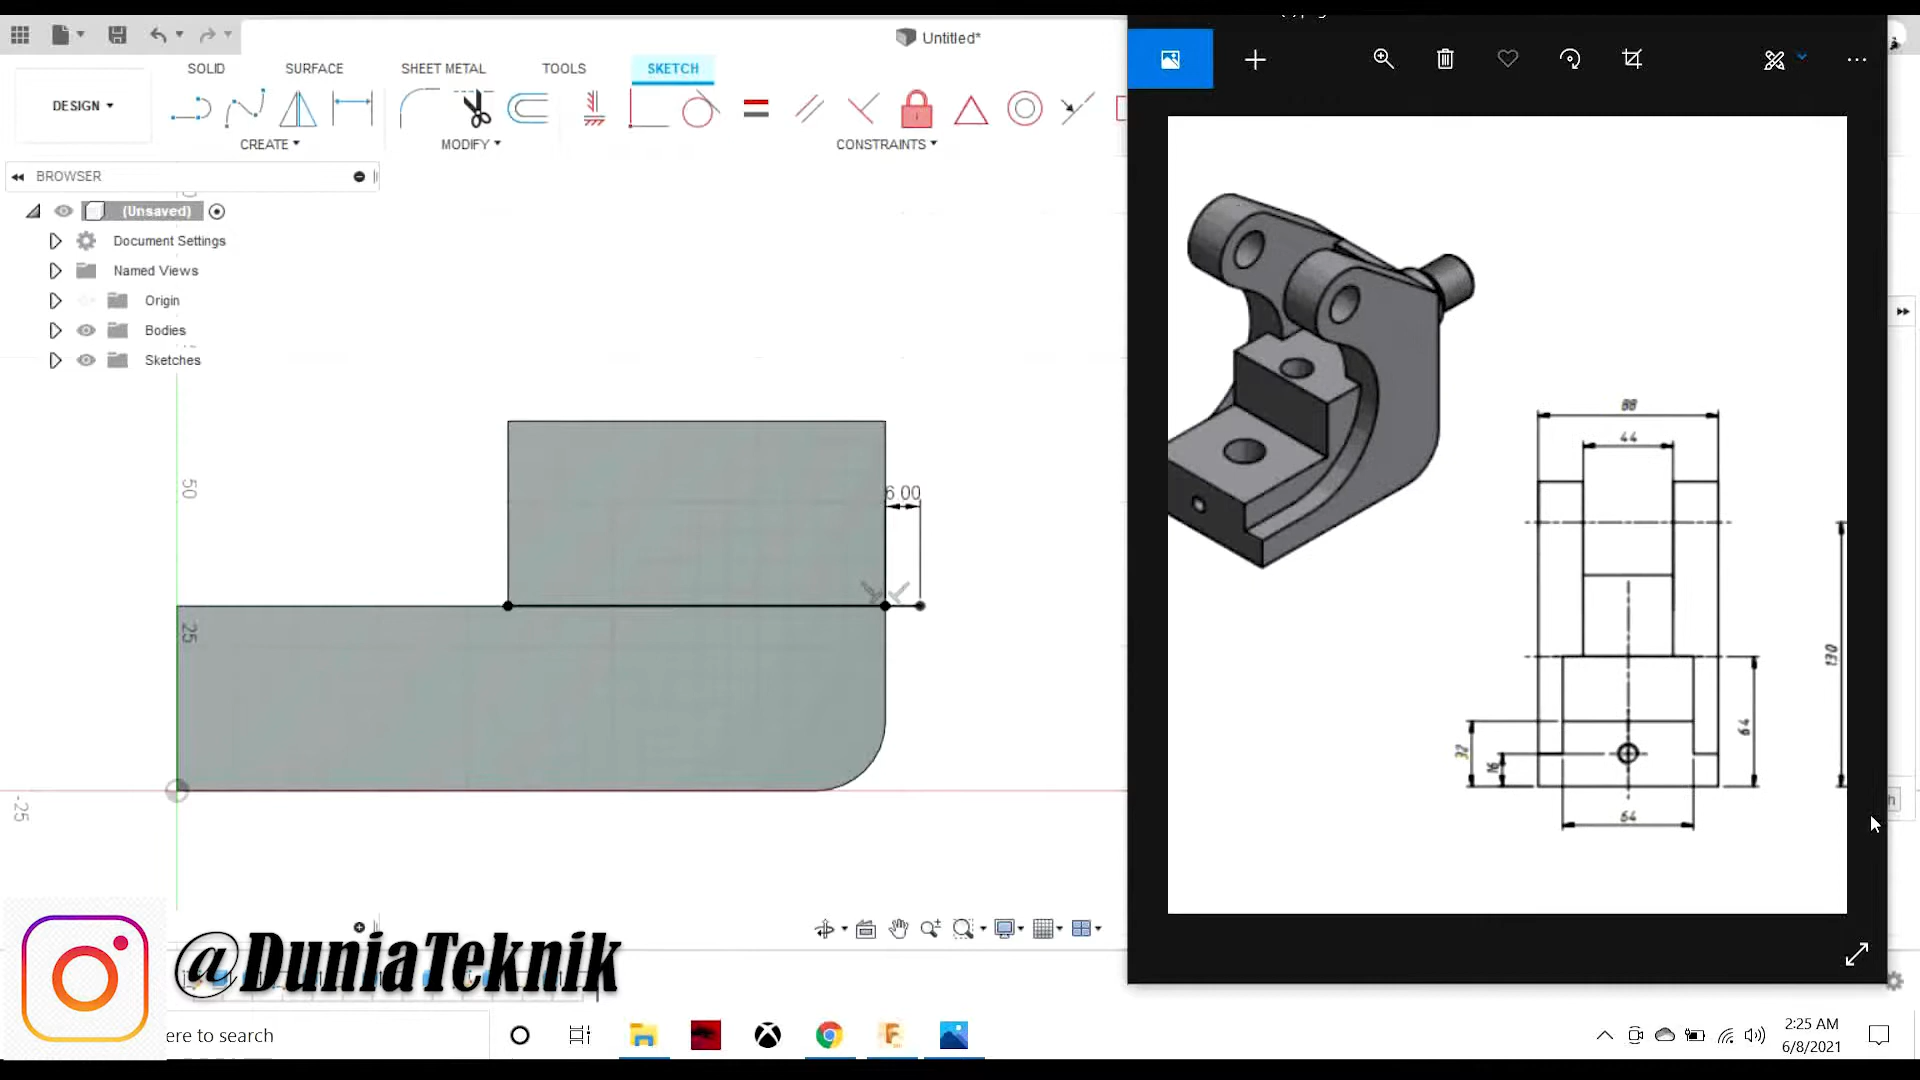 Untitled*
SOLID
SURFACE
SHEET METAL
TOOLS
SKETCH
DESIGN
CREATE
MODIFY
CONSTRAINTS
BROWSER
(Unsaved)
Document Settings
Named Views
Origin
Bodies
Sketches
50
25
-25
6.00
88
44
130
64
32
16
64
@DuniaTeknik
ere to search
2:25 AM
6/8/2021